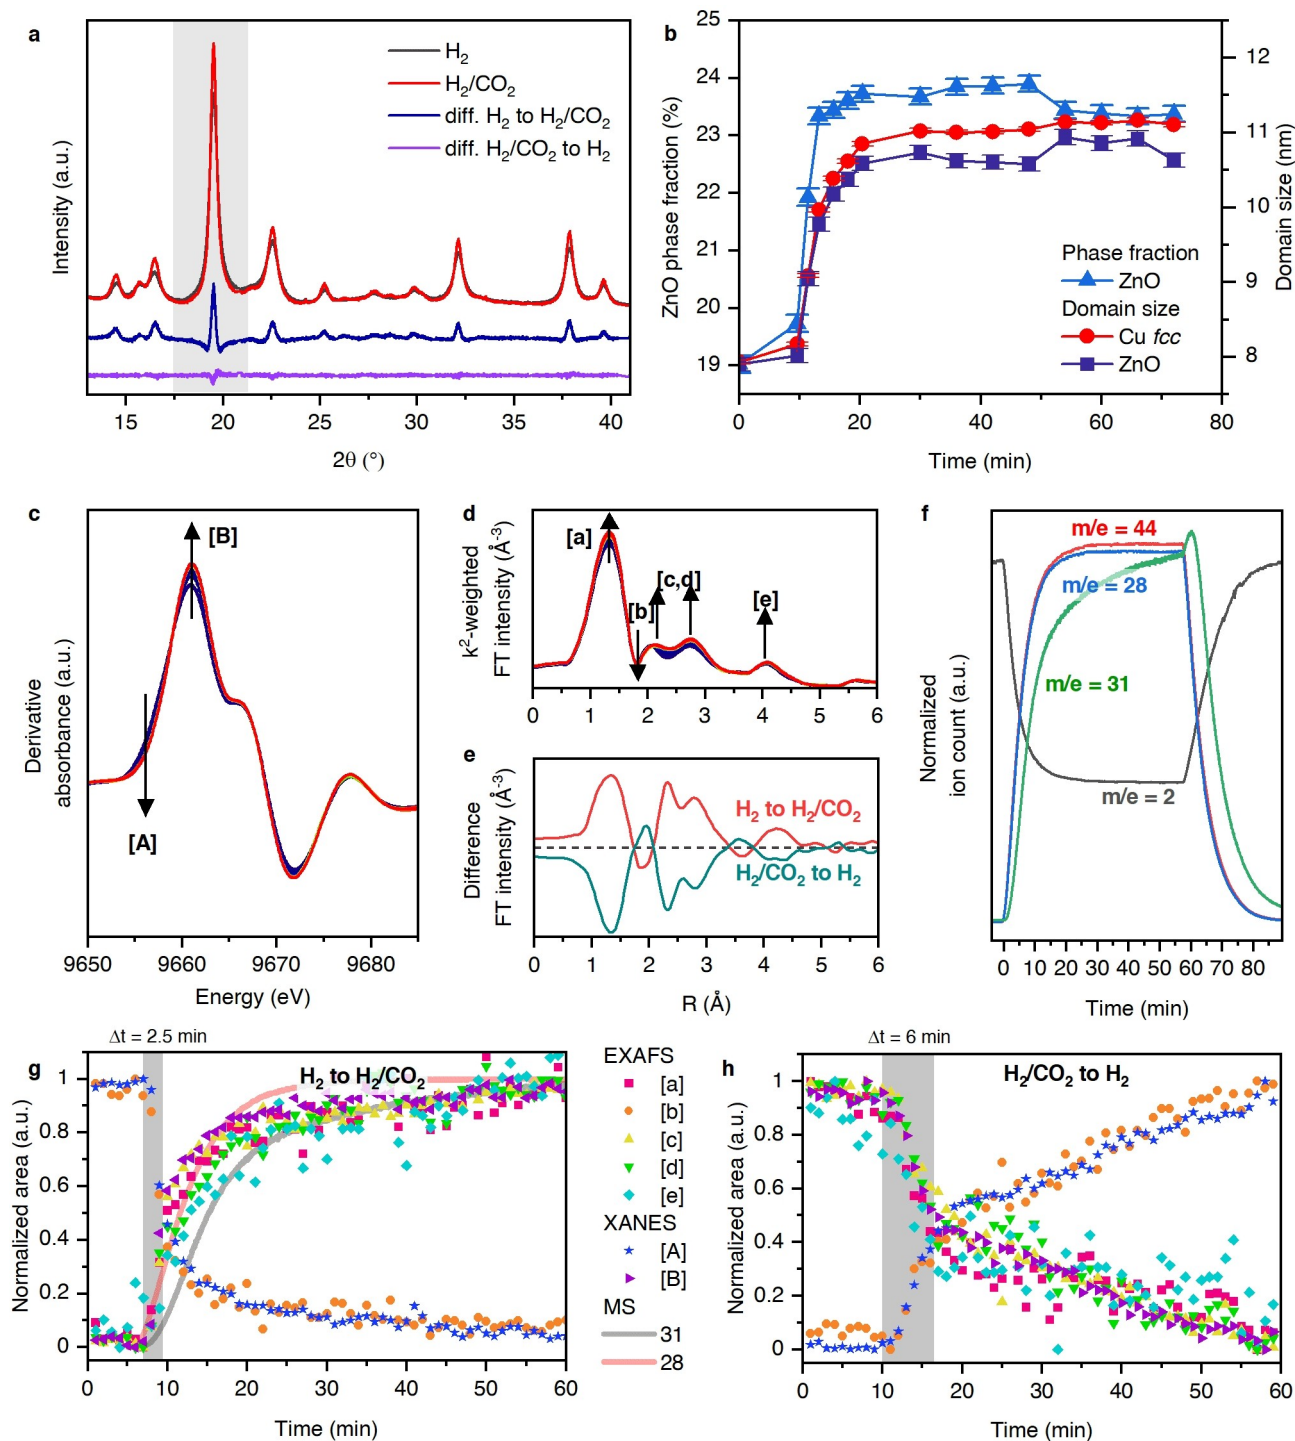 a
H2
H2/CO2
diff. H2 to H2/CO2
diff. H2/CO2 to H2
Intensity (a.u.)
15 20 25 30 35 40
2θ (°)
b
25
24
23
22
21
20
19
ZnO phase fraction (%)
12
11
10
9
8
Domain size (nm)
Phase fraction
ZnO
Domain size
Cu fcc
ZnO
0 20 40 60 80
Time (min)
c
[B]
[A]
Derivative
absorbance (a.u.)
9650 9660 9670 9680
Energy (eV)
d
[a]
[b]
[c,d]
[e]
k2-weighted
FT intensity (Å-3)
0 1 2 3 4 5 6
e
H2 to H2/CO2
H2/CO2 to H2
Difference
FT intensity (Å-3)
0 1 2 3 4 5 6
R (Å)
f
m/e = 44
m/e = 28
m/e = 31
m/e = 2
Normalized
ion count (a.u.)
0 10 20 30 40 50 60 70 80
Time (min)
Δt = 2.5 min
g
H2 to H2/CO2
1
0.8
0.6
0.4
0.2
0
Normalized area (a.u.)
0 10 20 30 40 50 60
Time (min)
EXAFS
[a]
[b]
[c]
[d]
[e]
XANES
[A]
[B]
MS
31
28
Δt = 6 min
h
H2/CO2 to H2
1
0.8
0.6
0.4
0.2
0
Normalized area (a.u.)
0 10 20 30 40 50 60
Time (min)